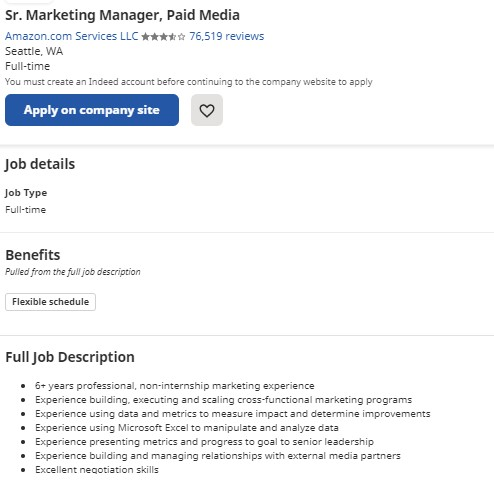 Sr. Marketing Manager, Paid Media
Amazon.com Services LLC 76,519 reviews
Seattle, WA
Full-time
You must create an Indeed account before continuing to the company website to apply
Apply on company site
Job details
Job Type
Full-time
Benefits
Pulled from the full job description
Flexible schedule
Full Job Description
• 6+ years professional, non-internship marketing experience
• Experience building, executing and scaling cross-functional marketing programs
• Experience using data and metrics to measure impact and determine improvements
• Experience using Microsoft Excel to manipulate and analyze data
• Experience presenting metrics and progress to goal to senior leadership
• Experience building and managing relationships with external media partners
• Excellent negotiation skills